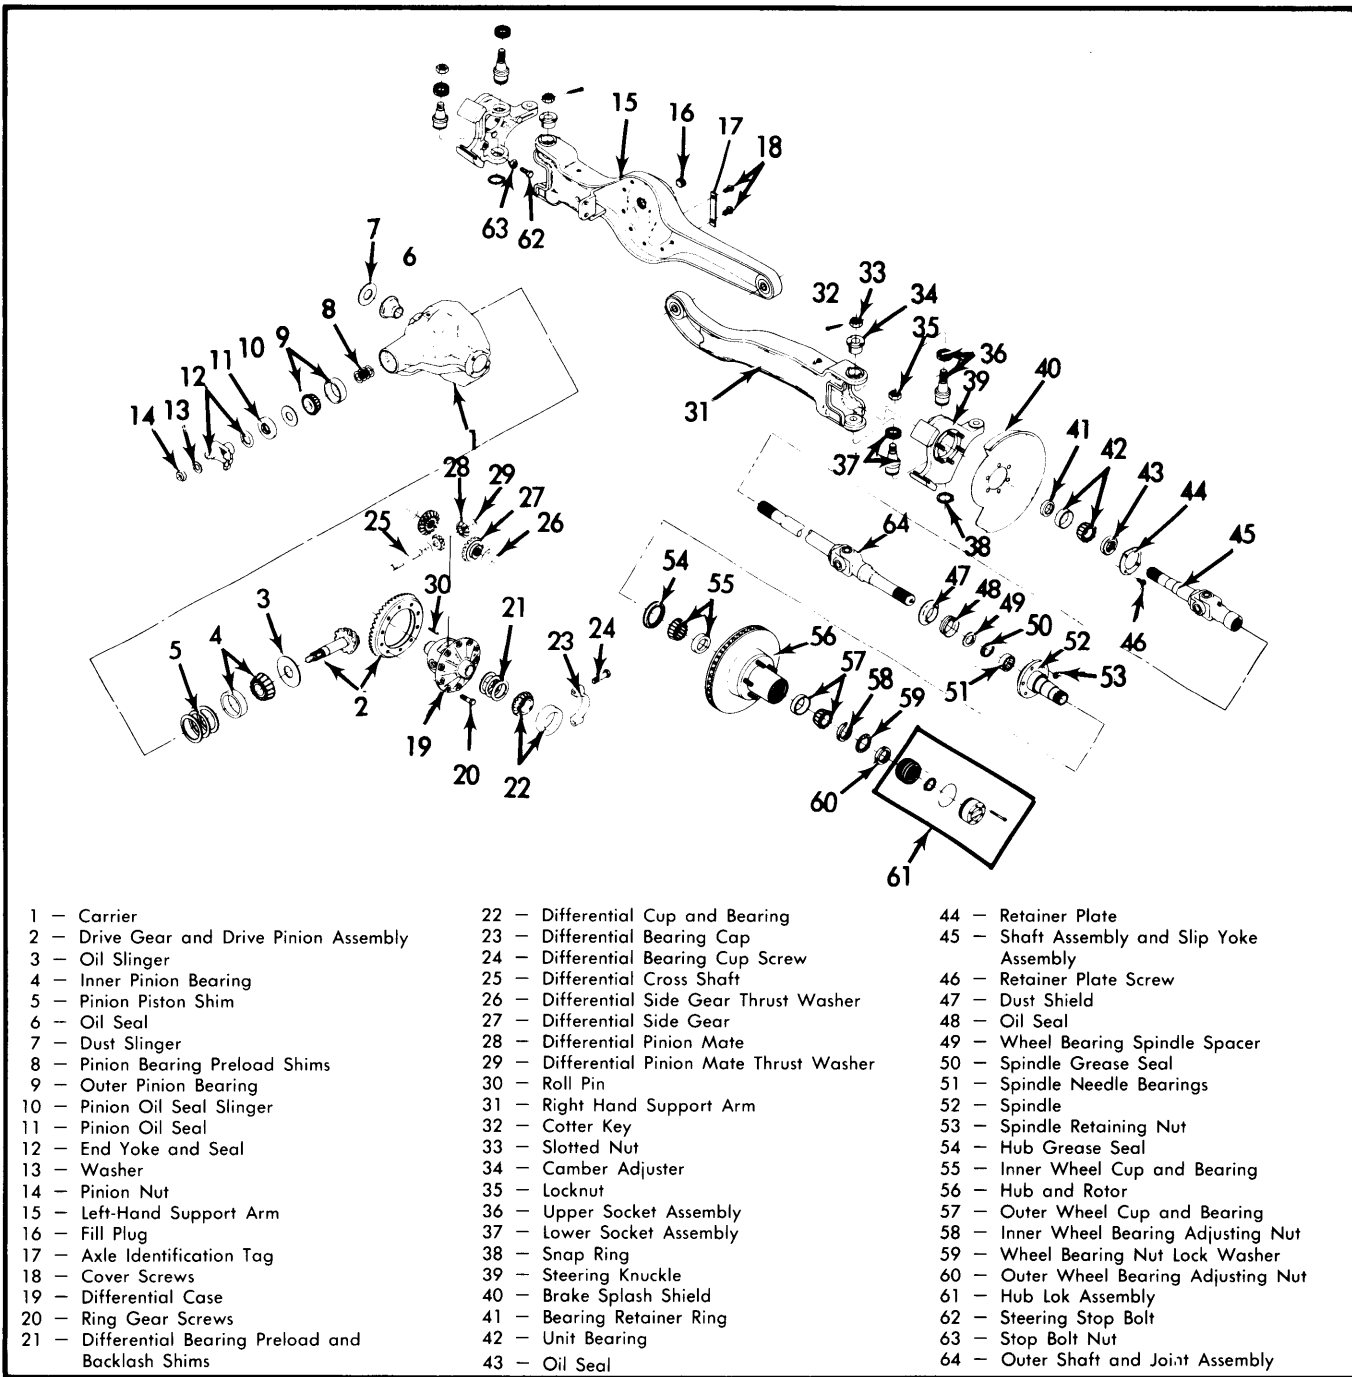 15
16
17
18
63
62
7
6
8
9
10
11
12
13
14
1
32
33
34
35
36
39
40
31
37
38
41
42
43
44
45
46
28
29
27
26
25
30
64
47
48
49
50
51
52
53
3
4
5
2
21
23
24
19
20
22
54
55
56
57
58
59
60
61
1 – Carrier
2 – Drive Gear and Drive Pinion Assembly
3 – Oil Slinger
4 – Inner Pinion Bearing
5 – Pinion Piston Shim
6 – Oil Seal
7 – Dust Slinger
8 – Pinion Bearing Preload Shims
9 – Outer Pinion Bearing
10 – Pinion Oil Seal Slinger
11 – Pinion Oil Seal
12 – End Yoke and Seal
13 – Washer
14 – Pinion Nut
15 – Left-Hand Support Arm
16 – Fill Plug
17 – Axle Identification Tag
18 – Cover Screws
19 – Differential Case
20 – Ring Gear Screws
21 – Differential Bearing Preload and
Backlash Shims
22 – Differential Cup and Bearing
23 – Differential Bearing Cap
24 – Differential Bearing Cup Screw
25 – Differential Cross Shaft
26 – Differential Side Gear Thrust Washer
27 – Differential Side Gear
28 – Differential Pinion Mate
29 – Differential Pinion Mate Thrust Washer
30 – Roll Pin
31 – Right Hand Support Arm
32 – Cotter Key
33 – Slotted Nut
34 – Camber Adjuster
35 – Locknut
36 – Upper Socket Assembly
37 – Lower Socket Assembly
38 – Snap Ring
39 – Steering Knuckle
40 – Brake Splash Shield
41 – Bearing Retainer Ring
42 – Unit Bearing
43 – Oil Seal
44 – Retainer Plate
45 – Shaft Assembly and Slip Yoke
Assembly
46 – Retainer Plate Screw
47 – Dust Shield
48 – Oil Seal
49 – Wheel Bearing Spindle Spacer
50 – Spindle Grease Seal
51 – Spindle Needle Bearings
52 – Spindle
53 – Spindle Retaining Nut
54 – Hub Grease Seal
55 – Inner Wheel Cup and Bearing
56 – Hub and Rotor
57 – Outer Wheel Cup and Bearing
58 – Inner Wheel Bearing Adjusting Nut
59 – Wheel Bearing Nut Lock Washer
60 – Outer Wheel Bearing Adjusting Nut
61 – Hub Lok Assembly
62 – Steering Stop Bolt
63 – Stop Bolt Nut
64 – Outer Shaft and Joint Assembly